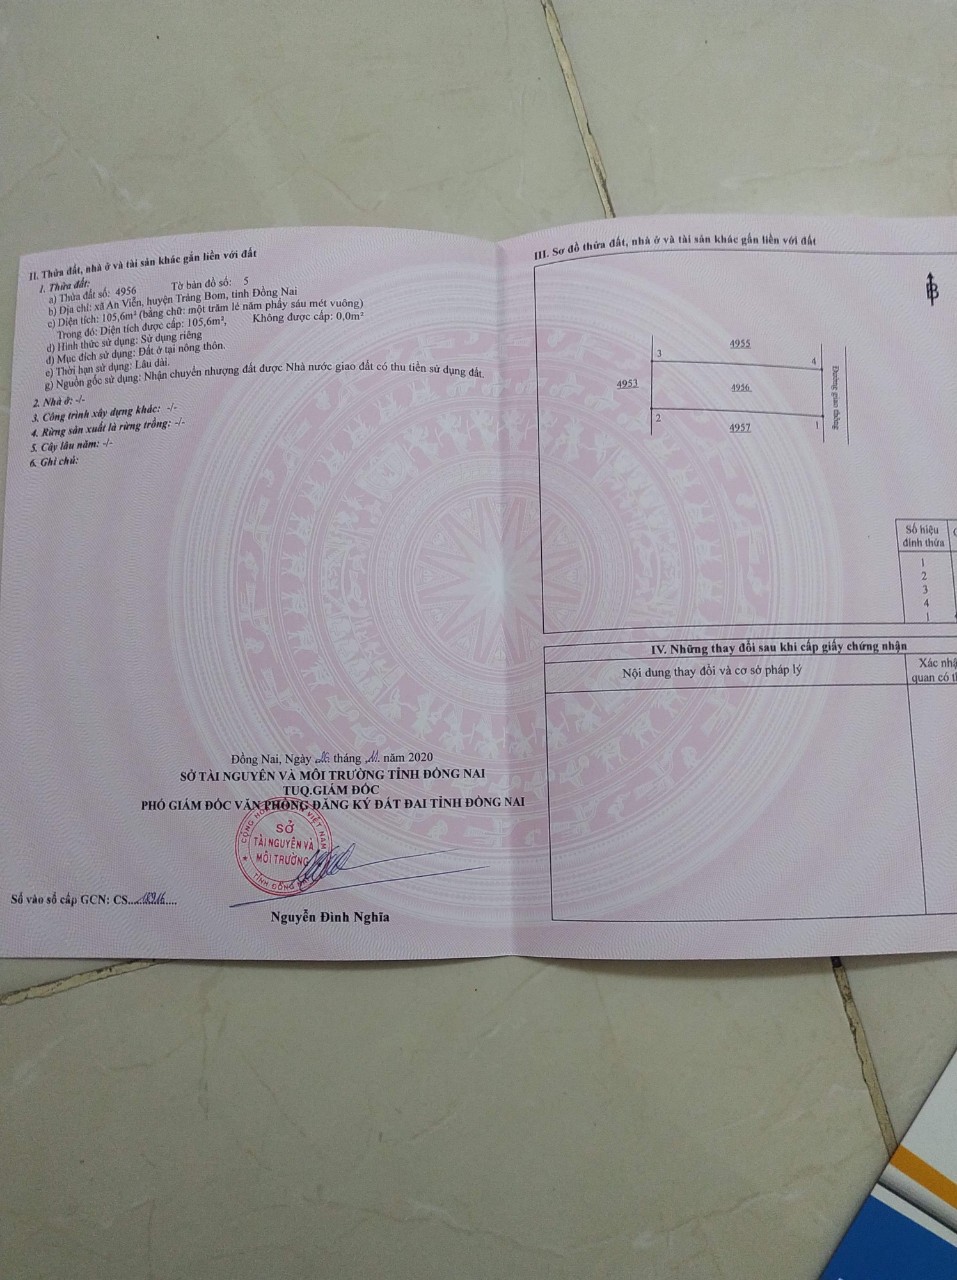 II. Thửa đất, nhà ở và tài sản khác gắn liền với đất
1. Thửa đất:
a) Thửa đất số: 4956 Tờ bản đồ số: 5
b) Địa chỉ: xã An Viễn, huyện Trảng Bom, tỉnh Đồng Nai
c) Diện tích: 105,6m² (bằng chữ: một trăm lẻ năm phẩy sáu mét vuông)
Trong đó: Diện tích được cấp: 105,6m², Không được cấp: 0,0m²
d) Hình thức sử dụng: Sử dụng riêng
đ) Mục đích sử dụng: Đất ở tại nông thôn.
e) Thời hạn sử dụng: Lâu dài.
g) Nguồn gốc sử dụng: Nhận chuyển nhượng đất được Nhà nước giao đất có thu tiền sử dụng đất.
2. Nhà ở: -/-
3. Công trình xây dựng khác: -/-
4. Rừng sản xuất là rừng trồng: -/-
5. Cây lâu năm: -/-
6. Ghi chú:
Đồng Nai, Ngày tháng 11 năm 2020
SỞ TÀI NGUYÊN VÀ MÔI TRƯỜNG TỈNH ĐỒNG NAI
TUQ.GIÁM ĐỐC
PHÓ GIÁM ĐỐC VĂN PHÒNG ĐĂNG KÝ ĐẤT ĐAI TỈNH ĐỒNG NAI
SỞ
TÀI NGUYÊN VÀ
MÔI TRƯỜNG
Nguyễn Đình Nghĩa
Số vào sổ cấp GCN: CS
III. Sơ đồ thửa đất, nhà ở và tài sản khác gắn liền với đất
B
4955
3
4
4953
4956
Đường giao thông
2
1
4957
Số hiệu
đỉnh thửa
1
2
3
4
1
IV. Những thay đổi sau khi cấp giấy chứng nhận
Nội dung thay đổi và cơ sở pháp lý
Xác nhậ
quan có t